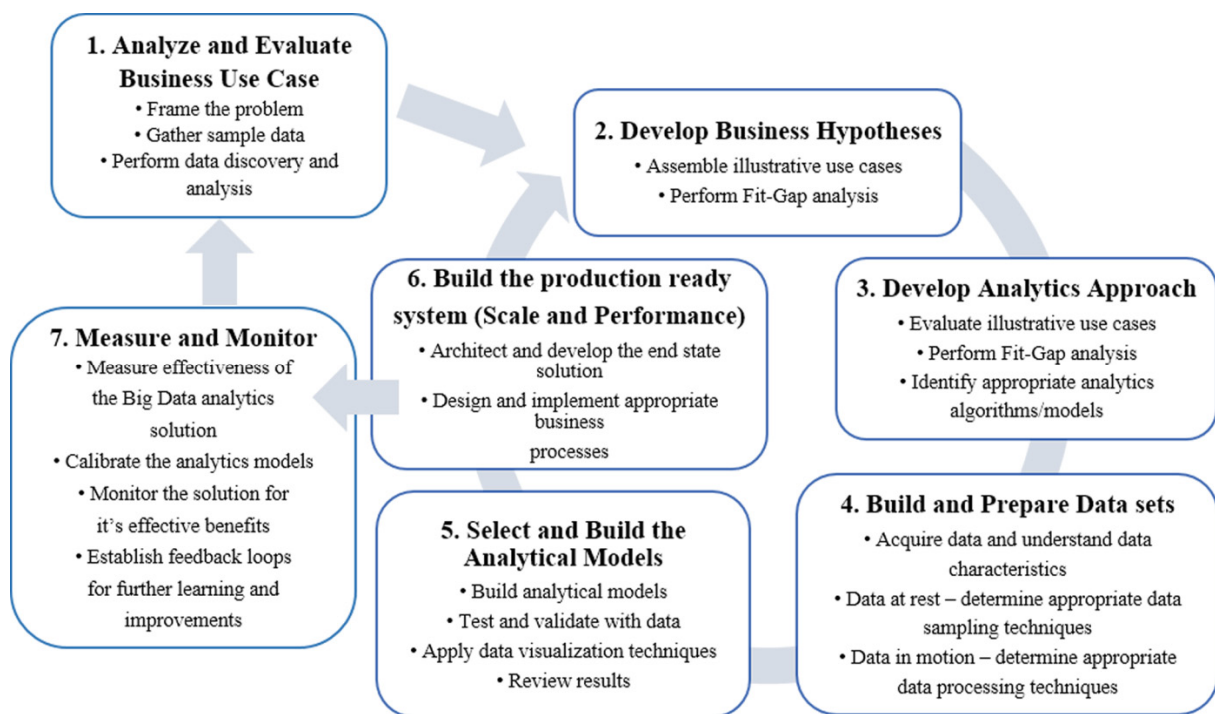 1. Analyze and Evaluate
Business Use Case
• Frame the problem
• Gather sample data
• Perform data discovery and
analysis
2. Develop Business Hypotheses
• Assemble illustrative use cases
• Perform Fit-Gap analysis
3. Develop Analytics Approach
• Evaluate illustrative use cases
• Perform Fit-Gap analysis
• Identify appropriate analytics
algorithms/models
4. Build and Prepare Data sets
• Acquire data and understand data
characteristics
• Data at rest – determine appropriate data
sampling techniques
• Data in motion – determine appropriate
data processing techniques
5. Select and Build the
Analytical Models
• Build analytical models
• Test and validate with data
• Apply data visualization techniques
• Review results
6. Build the production ready
system (Scale and Performance)
• Architect and develop the end state
solution
• Design and implement appropriate
business
processes
7. Measure and Monitor
• Measure effectiveness of
the Big Data analytics
solution
• Calibrate the analytics models
• Monitor the solution for
it's effective benefits
• Establish feedback loops
for further learning and
improvements